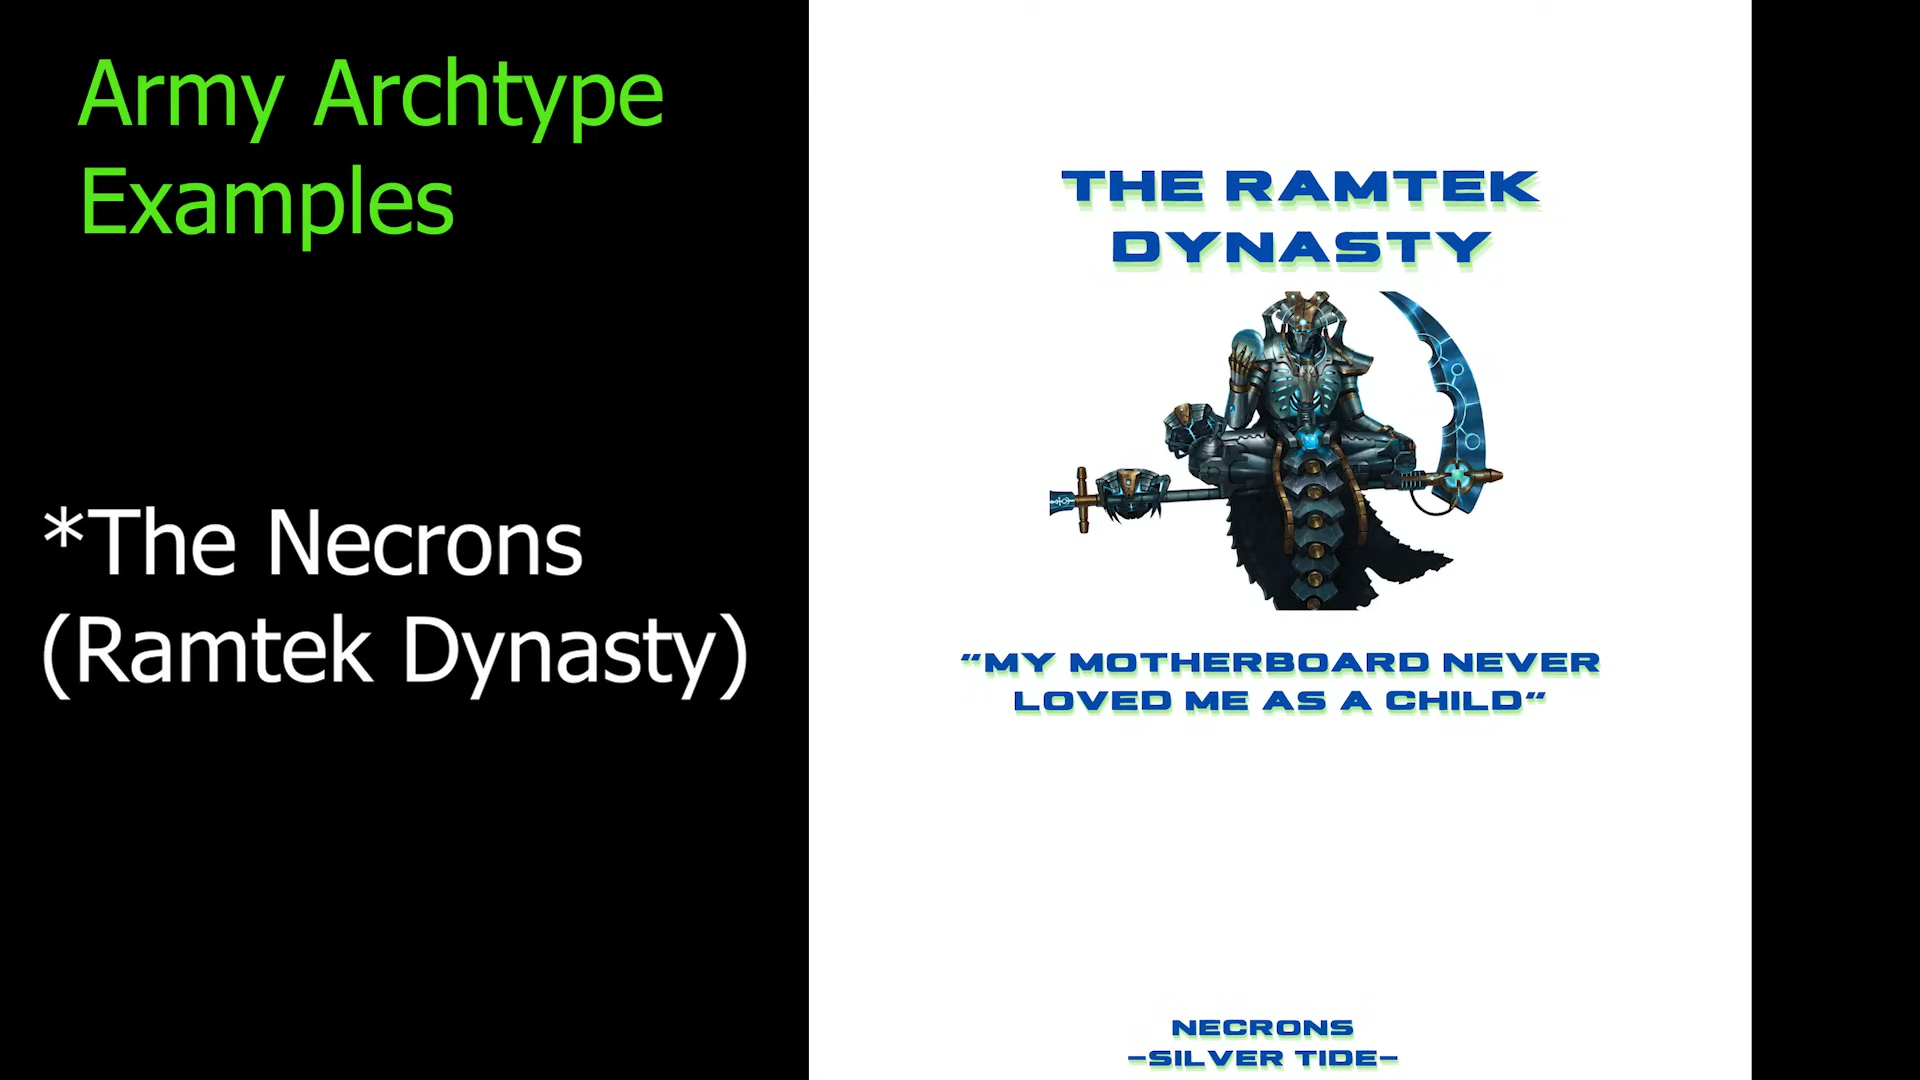 Army Archtype
Examples
*The Necrons
(Ramtek Dynasty)
THE RAMTEK
DYNASTY
“MY MOTHERBOARD NEVER
LOVED ME AS A CHILD“
NECRONS
-SILVER TIDE-